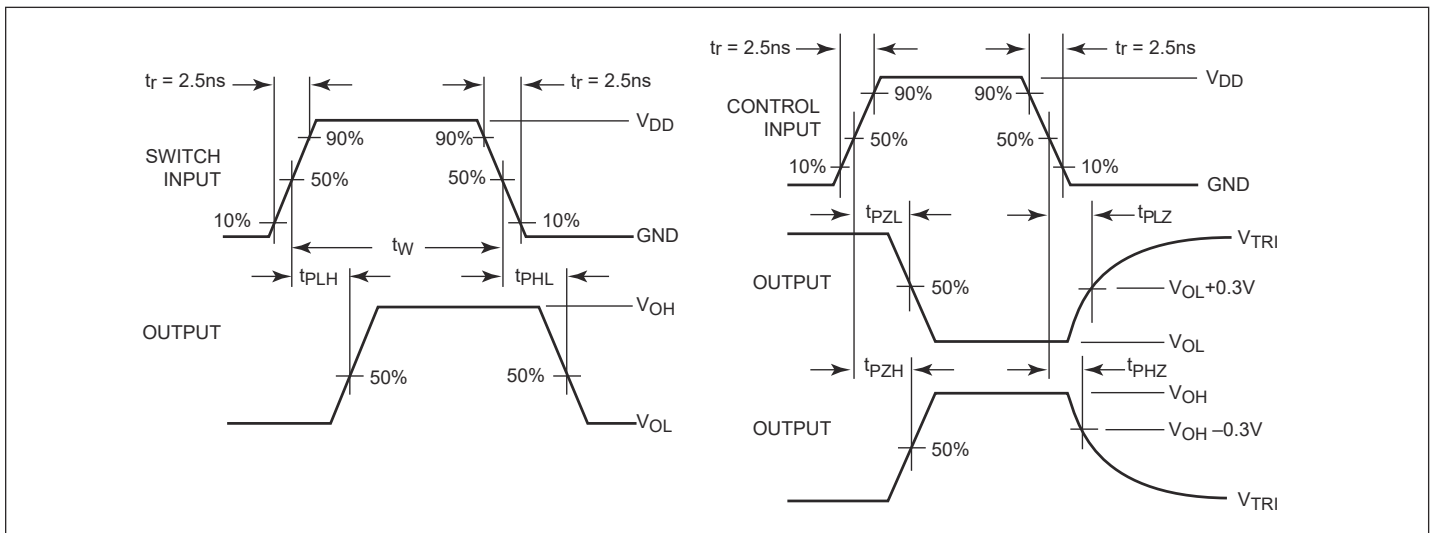 tr = 2.5ns
tr = 2.5ns
VDD
90%
90%
SWITCH
INPUT
50%
50%
10%
10%
GND
tW
tPLH
tPHL
VOH
OUTPUT
50%
50%
VOL
tr = 2.5ns
tr = 2.5ns
VDD
90%
90%
CONTROL
INPUT
50%
50%
10%
10%
GND
tPZL
tPLZ
VTRI
OUTPUT
50%
VOL+0.3V
VOL
tPZH
tPHZ
VOH
OUTPUT
50%
VOH –0.3V
VTRI